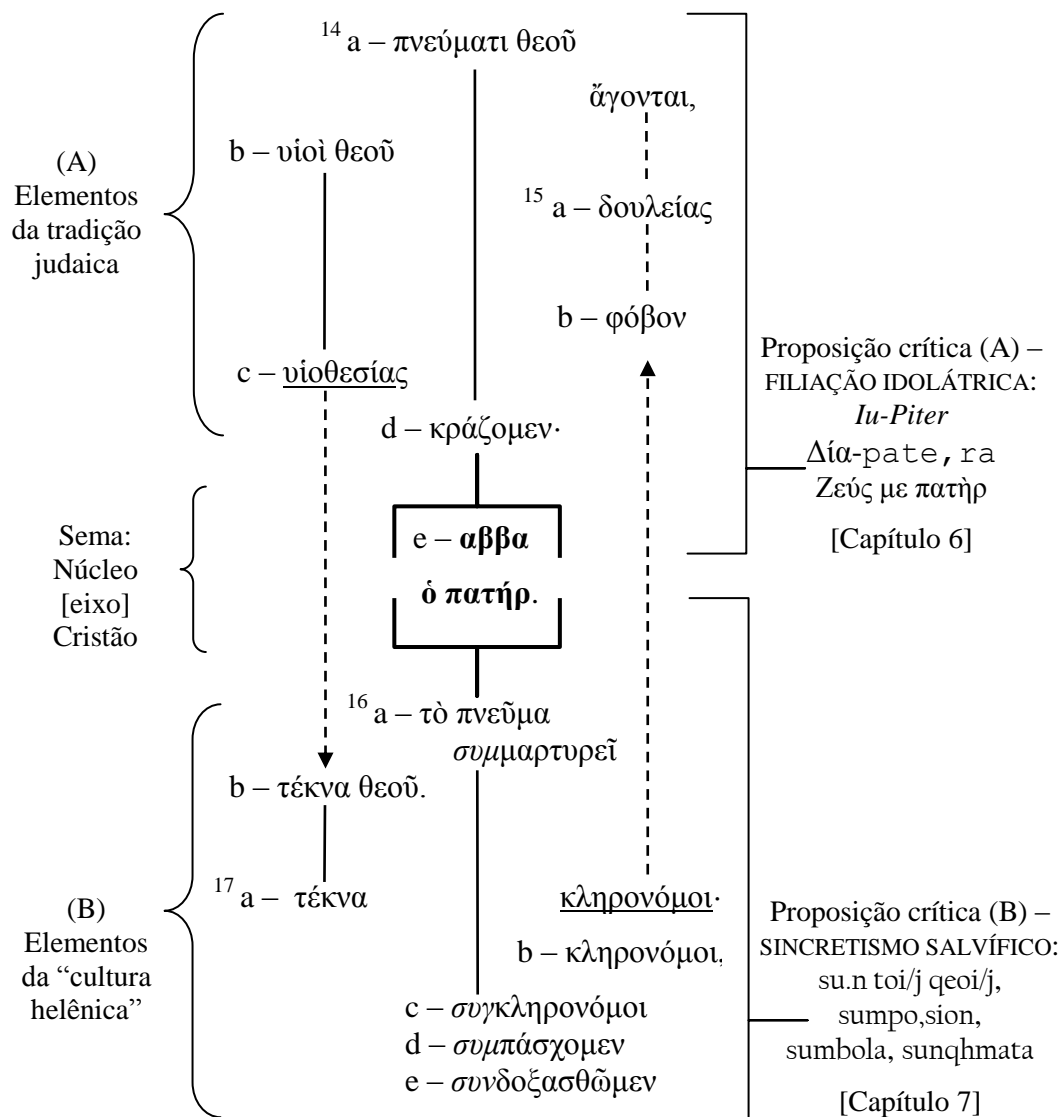 14 a – πνεύματι θεοῦ
ἄγονται,
(A)
Elementos
da tradição
judaica
b – υἱοὶ θεοῦ
15 a – δουλείας
b – φόβον
c – υἱοθεσίας
d – κράζομεν·
Proposição crítica (A) –
FILIAÇÃO IDOLÁTRICA:
Iu-Piter
Δία-pate,ra
Ζεύς με πατὴρ
[Capítulo 6]
Sema:
Núcleo
[eixo]
Cristão
e – αββα
ὁ πατήρ.
16 a – τὸ πνεῦμα
συμμαρτυρεῖ
b – τέκνα θεοῦ.
17 a – τέκνα
κληρονόμοι·
b – κληρονόμοι,
(B)
Elementos
da “cultura
helênica”
c – συγκληρονόμοι
d – συμπάσχομεν
e – συνδοξασθῶμεν
Proposição crítica (B) –
SINCRETISMO SALVÍFICO:
su.n toi/j qeoi/j,
sumpo,sion,
sumbola, sunqhmata
[Capítulo 7]